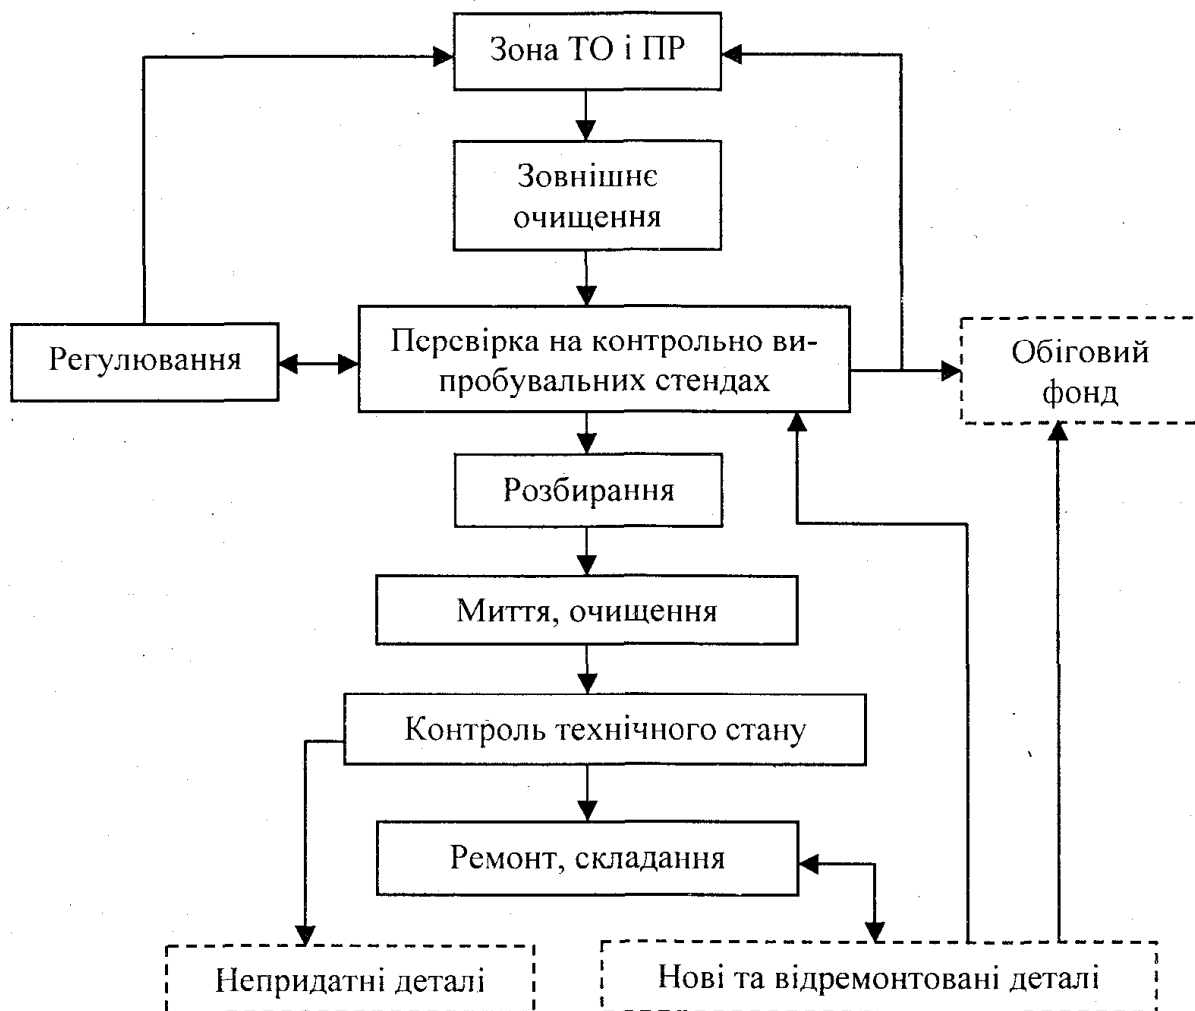 Зона ТО і ПР
Зовнішнє
очищення
Регулювання
Перевірка на контрольно ви-
пробувальних стендах
Обіговий
фонд
Розбирання
Миття, очищення
Контроль технічного стану
Ремонт, складання
Непридатні деталі
Нові та відремонтовані деталі